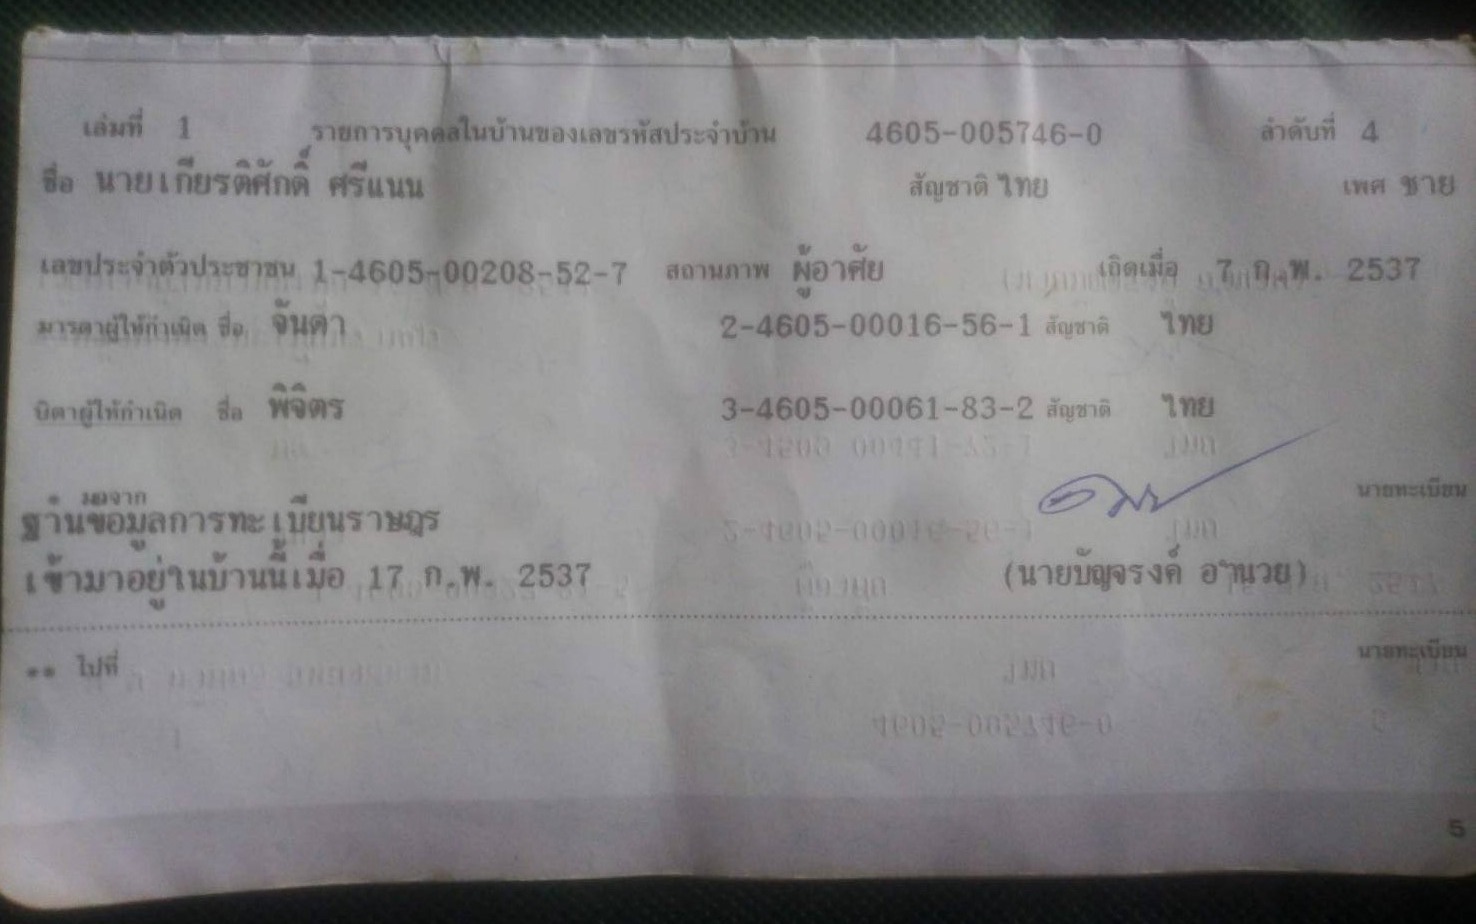 เล่มที่ 1 รายการบุคคลในบ้านของเลขรหัสประจำบ้าน 4605-005746-0 ลำดับที่ 4
ชื่อ นายเกียรติศักดิ์ ศรีแนน สัญชาติ ไทย เพศ ชาย
เลขประจำตัวประชาชน 1-4605-00208-52-7 สถานภาพ ผู้อาศัย เกิดเมื่อ 7 ก.พ. 2537
มารดาผู้ให้กำเนิด ชื่อ จันดา 2-4605-00016-56-1 สัญชาติ ไทย
บิดาผู้ให้กำเนิด ชื่อ พิจิตร 3-4605-00061-83-2 สัญชาติ ไทย
* มาจาก นายทะเบียน
ฐานข้อมูลการทะเบียนราษฎร
เข้ามาอยู่ในบ้านนี้เมื่อ 17 ก.พ. 2537 (นายบัญจรงค์ อำนวย)
** ไปที่ นายทะเบียน
5